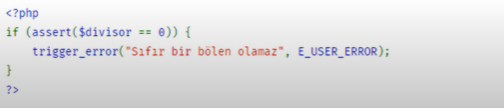 <?php
if (assert($divisor == 0)) {
    trigger_error("Sıfır bir bölen olamaz", E_USER_ERROR);
}
?>